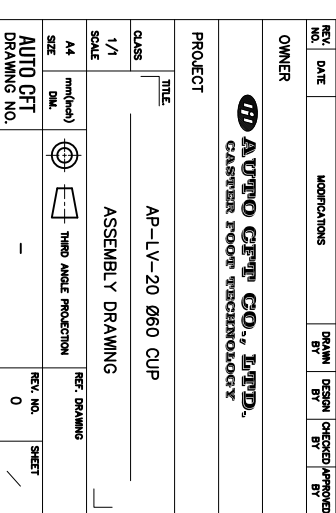 REV. NO. DATE MODIFICATIONS DRAWN BY DESIGN BY CHECKED BY APPROVED BY
OWNER
AUTO CFT CO., LTD.
CASTER FOOT TECHNOLOGY
PROJECT
CLASS TITLE
AP-LV-20 Ø60 CUP
1/1
SCALE
ASSEMBLY DRAWING
A4 mm(inch)
SIZE DIM. THIRD ANGLE PROJECTION REF. DRAWING
AUTO CFT
DRAWING NO. - REV. NO. 0 SHEET /